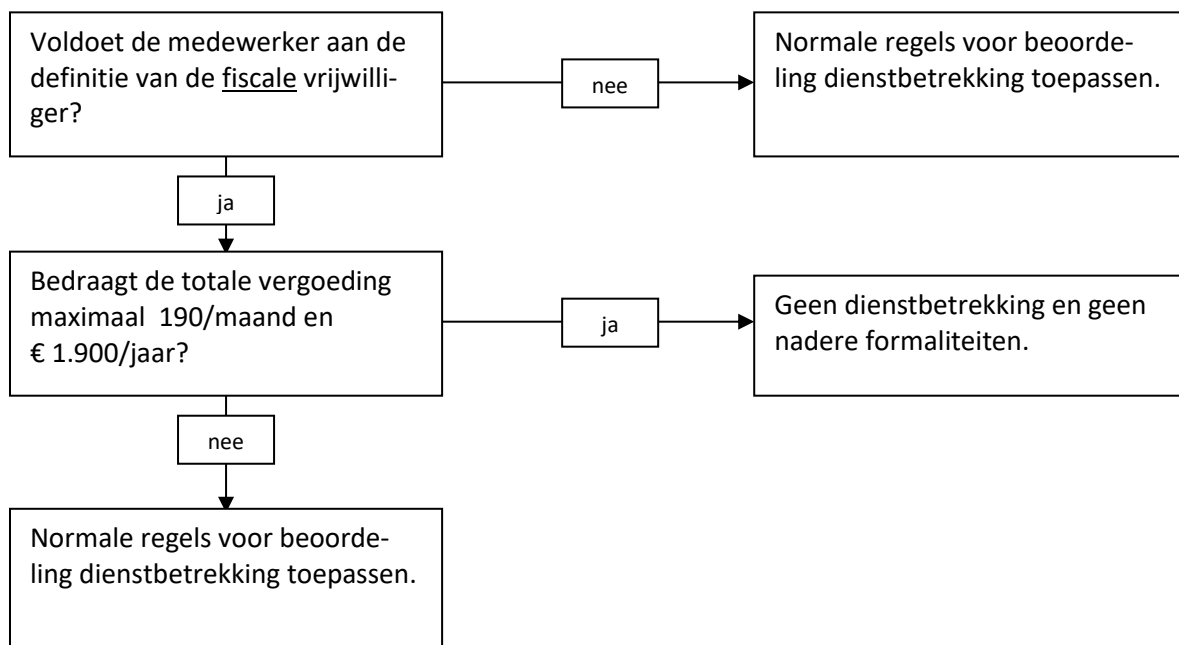 Voldoet de medewerker aan de
definitie van de fiscale vrijwilli-
ger?
nee
Normale regels voor beoorde-
ling dienstbetrekking toepassen.
ja
Bedraagt de totale vergoeding
maximaal  190/maand en
€ 1.900/jaar?
ja
Geen dienstbetrekking en geen
nadere formaliteiten.
nee
Normale regels voor beoorde-
ling dienstbetrekking toepassen.